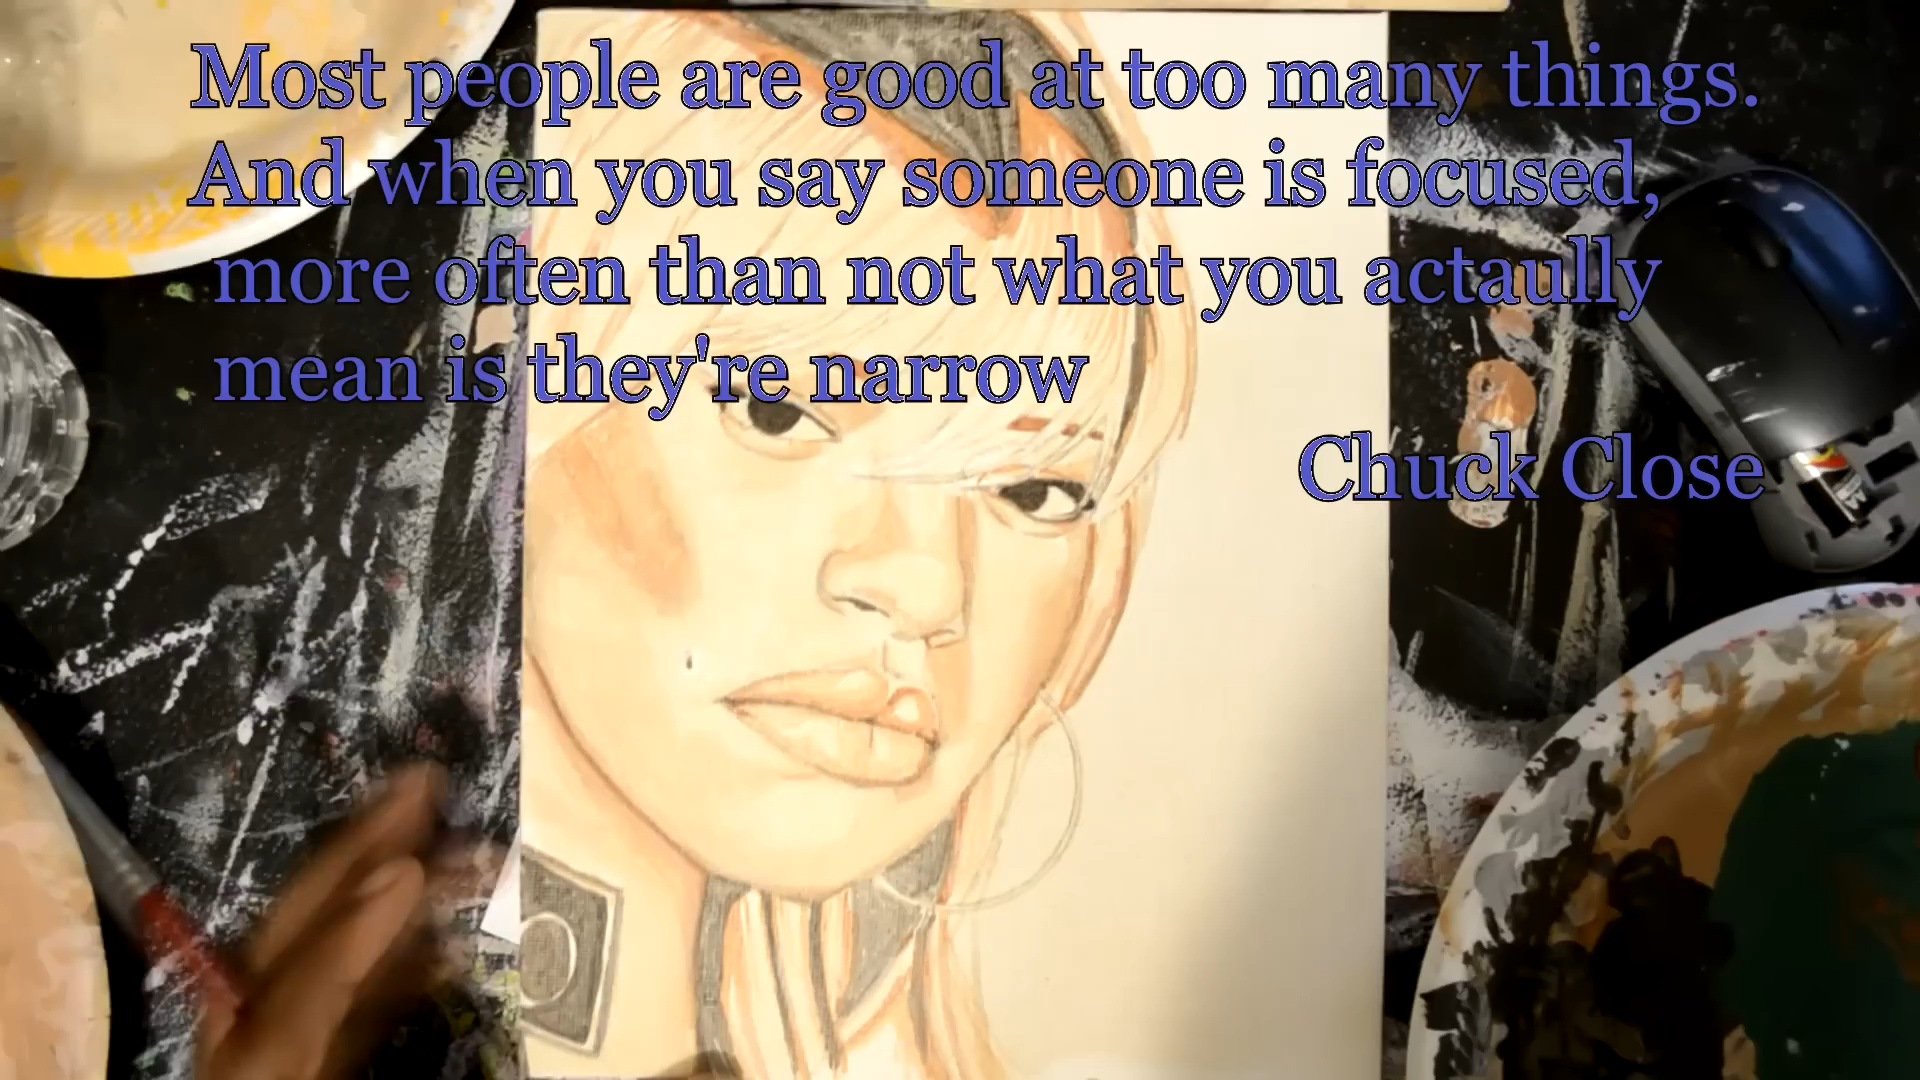 Most people are good at too many things.
And when you say someone is focused,
more often than not what you actaully
mean is they're narrow
Chuck Close